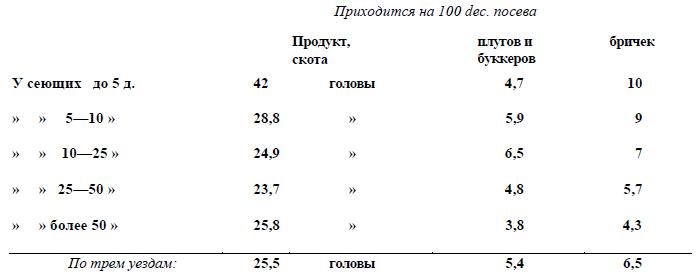 Приходится на 100 dec. посева
Продукт, скота плугов и буккеров бричек
У сеющих до 5 д. 42 головы 4,7 10
» » 5—10 » 28,8 » 5,9 9
» » 10—25 » 24,9 » 6,5 7
» » 25—50 » 23,7 » 4,8 5,7
» » более 50 » 25,8 » 3,8 4,3
По трем уездам: 25,5 головы 5,4 6,5